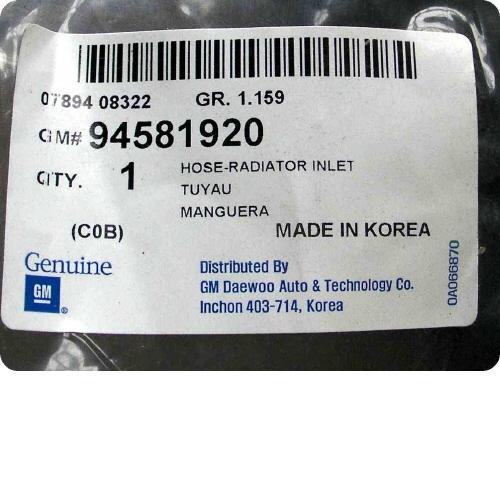 07894 08322 GR. 1.159
GM# 94581920
QTY. 1 HOSE-RADIATOR INLET
TUYAU
MANGUERA
(C0B) MADE IN KOREA
Genuine
GM
®
Distributed By
GM Daewoo Auto & Technology Co.
Inchon 403-714, Korea
0A066870